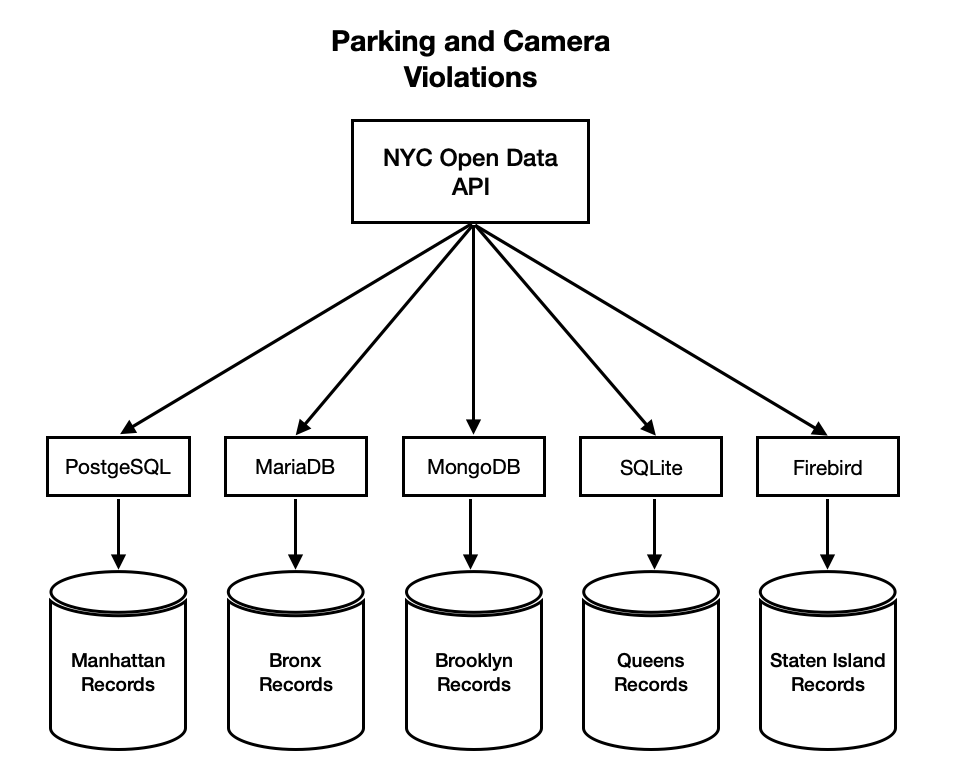 Parking and Camera
Violations
NYC Open Data
API
PostgeSQL
MariaDB
MongoDB
SQLite
Firebird
Manhattan
Records
Bronx
Records
Brooklyn
Records
Queens
Records
Staten Island
Records